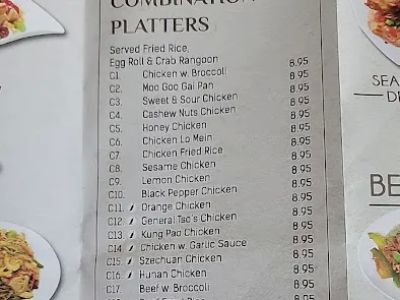 COMBINATION
PLATTERS
Served Fried Rice,
Egg Roll & Crab Rangoon 8.95
C1. Chicken w. Broccoli 8.95
C2. Moo Goo Gai Pan 8.95
C3. Sweet & Sour Chicken 8.95
C4. Cashew Nuts Chicken 8.95
C5. Honey Chicken 8.95
C6. Chicken Lo Mein 8.95
C7. Chicken Fried Rice 8.95
C8. Sesame Chicken 8.95
C9. Lemon Chicken 8.95
C10. Black Pepper Chicken 8.95
C11. Orange Chicken 8.95
C12. General Tso's Chicken 8.95
C13. Kung Pao Chicken 8.95
C14. Chicken w. Garlic Sauce 8.95
C15. Szechuan Chicken 8.95
C16. Hunan Chicken 8.95
C17. Beef w. Broccoli 8.95
SEA
BE